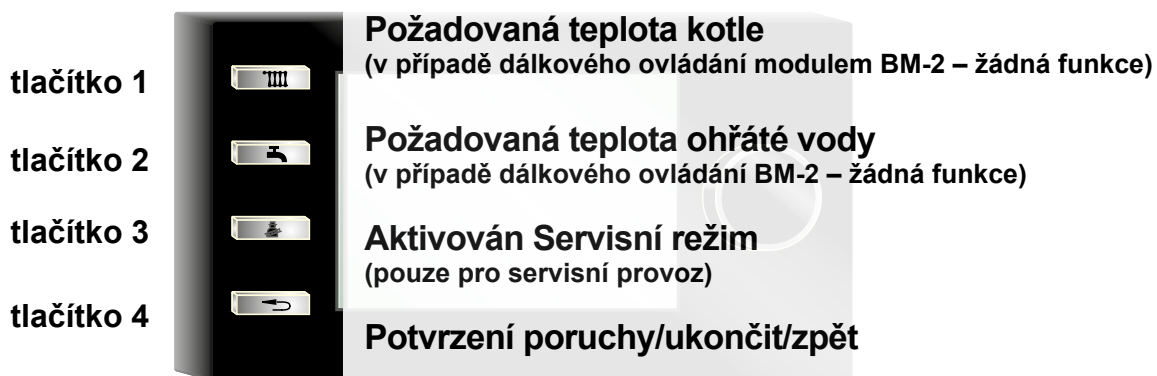 tlačítko 1
Požadovaná teplota kotle
(v případě dálkového ovládání modulem BM-2 – žádná funkce)
tlačítko 2
Požadovaná teplota ohřáté vody
(v případě dálkového ovládání BM-2 – žádná funkce)
tlačítko 3
Aktivován Servisní režim
(pouze pro servisní provoz)
tlačítko 4
Potvrzení poruchy/ukončit/zpět